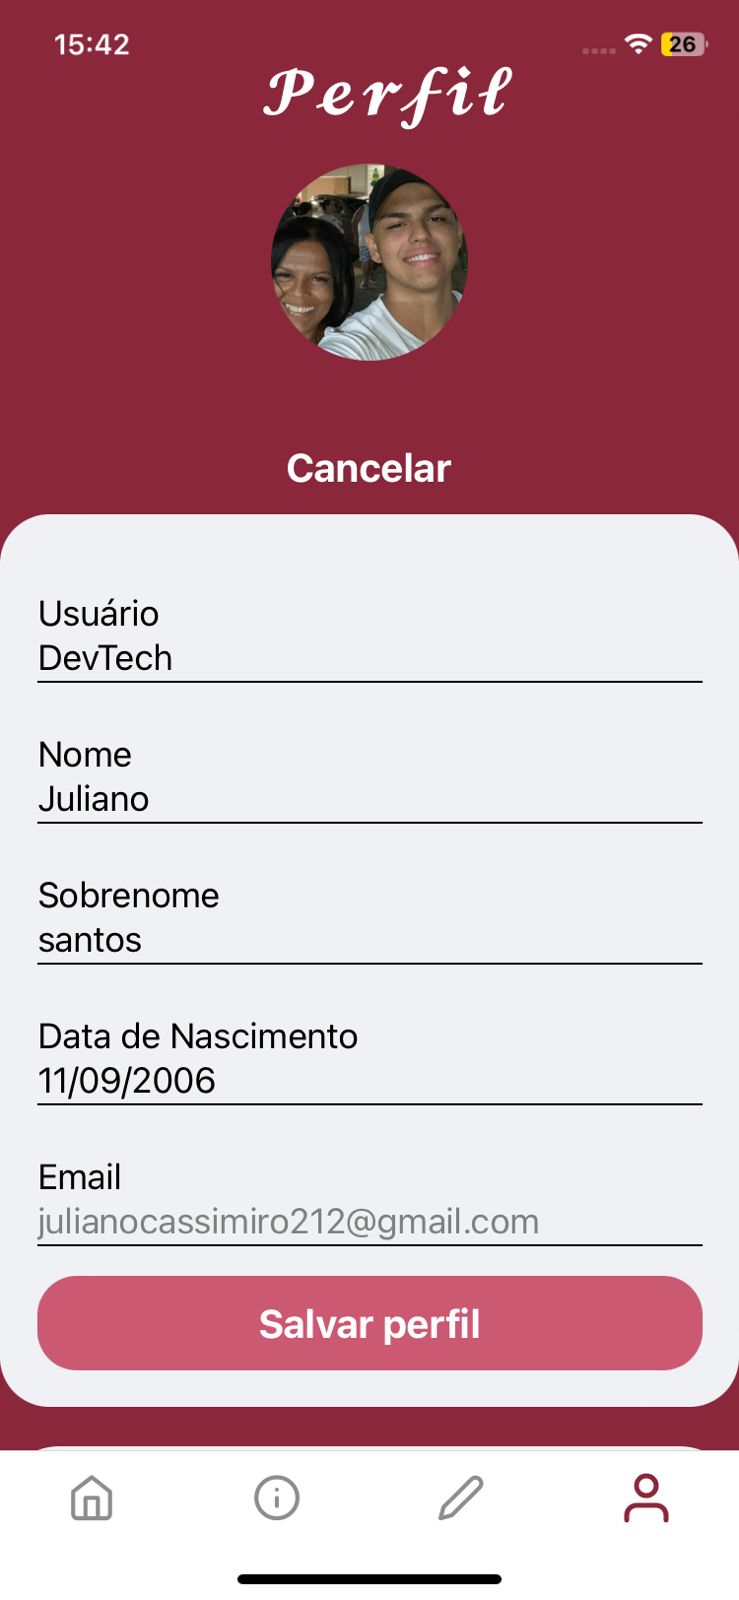 15:42
26
Perfil
Cancelar
Usuário
DevTech
Nome
Juliano
Sobrenome
santos
Data de Nascimento
11/09/2006
Email
julianocassimiro212@gmail.com
Salvar perfil